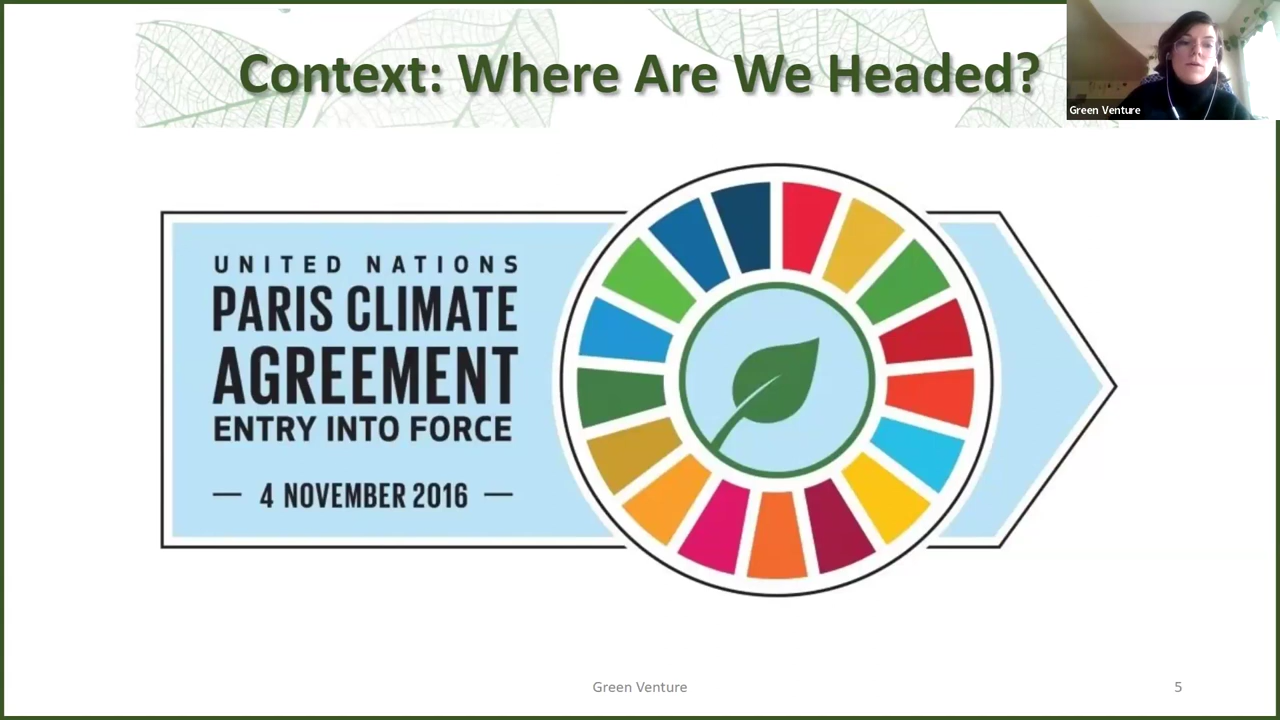 Context: Where Are We Headed?
Green Venture
UNITED NATIONS
PARIS CLIMATE
AGREEMENT
ENTRY INTO FORCE
— 4 NOVEMBER 2016 —
Green Venture
5